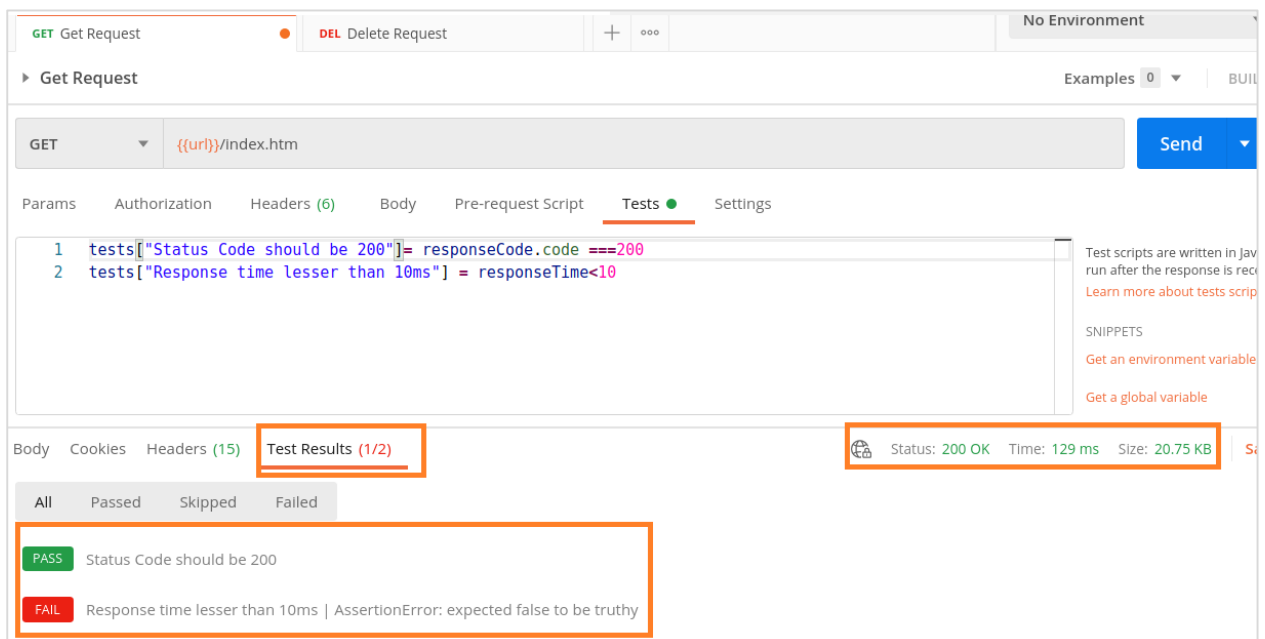 GET Get Request DEL Delete Request No Environment
Get Request Examples 0 BUIL
GET {{url}}/index.htm Send
Params Authorization Headers (6) Body Pre-request Script Tests Settings
1 tests["Status Code should be 200"]= responseCode.code ===200
2 tests["Response time lesser than 10ms"] = responseTime<10
Test scripts are written in Jav
run after the response is rec
Learn more about tests scrip
SNIPPETS
Get an environment variable
Get a global variable
Body Cookies Headers (15) Test Results (1/2) Status: 200 OK Time: 129 ms Size: 20.75 KB Sa
All Passed Skipped Failed
PASS Status Code should be 200
FAIL Response time lesser than 10ms | AssertionError: expected false to be truthy